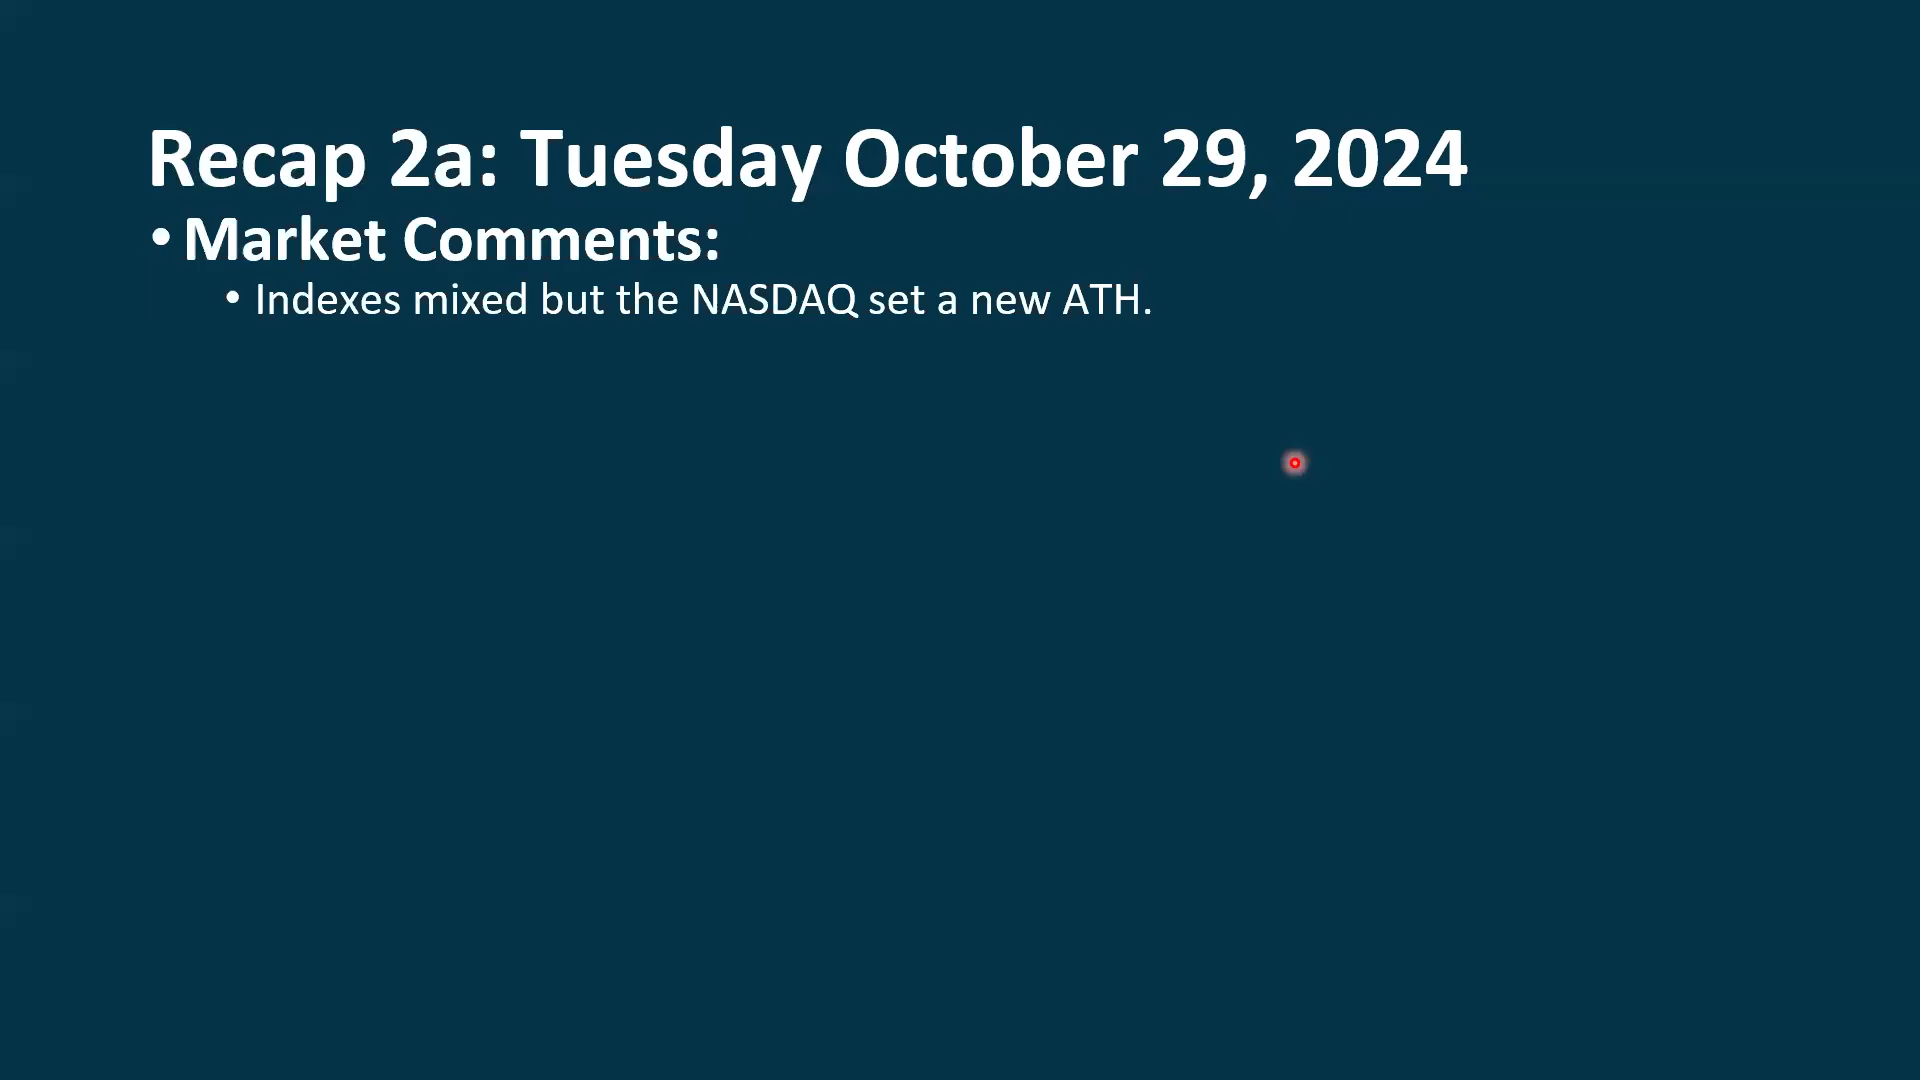 Recap 2a: Tuesday October 29, 2024
• Market Comments:
• Indexes mixed but the NASDAQ set a new ATH.